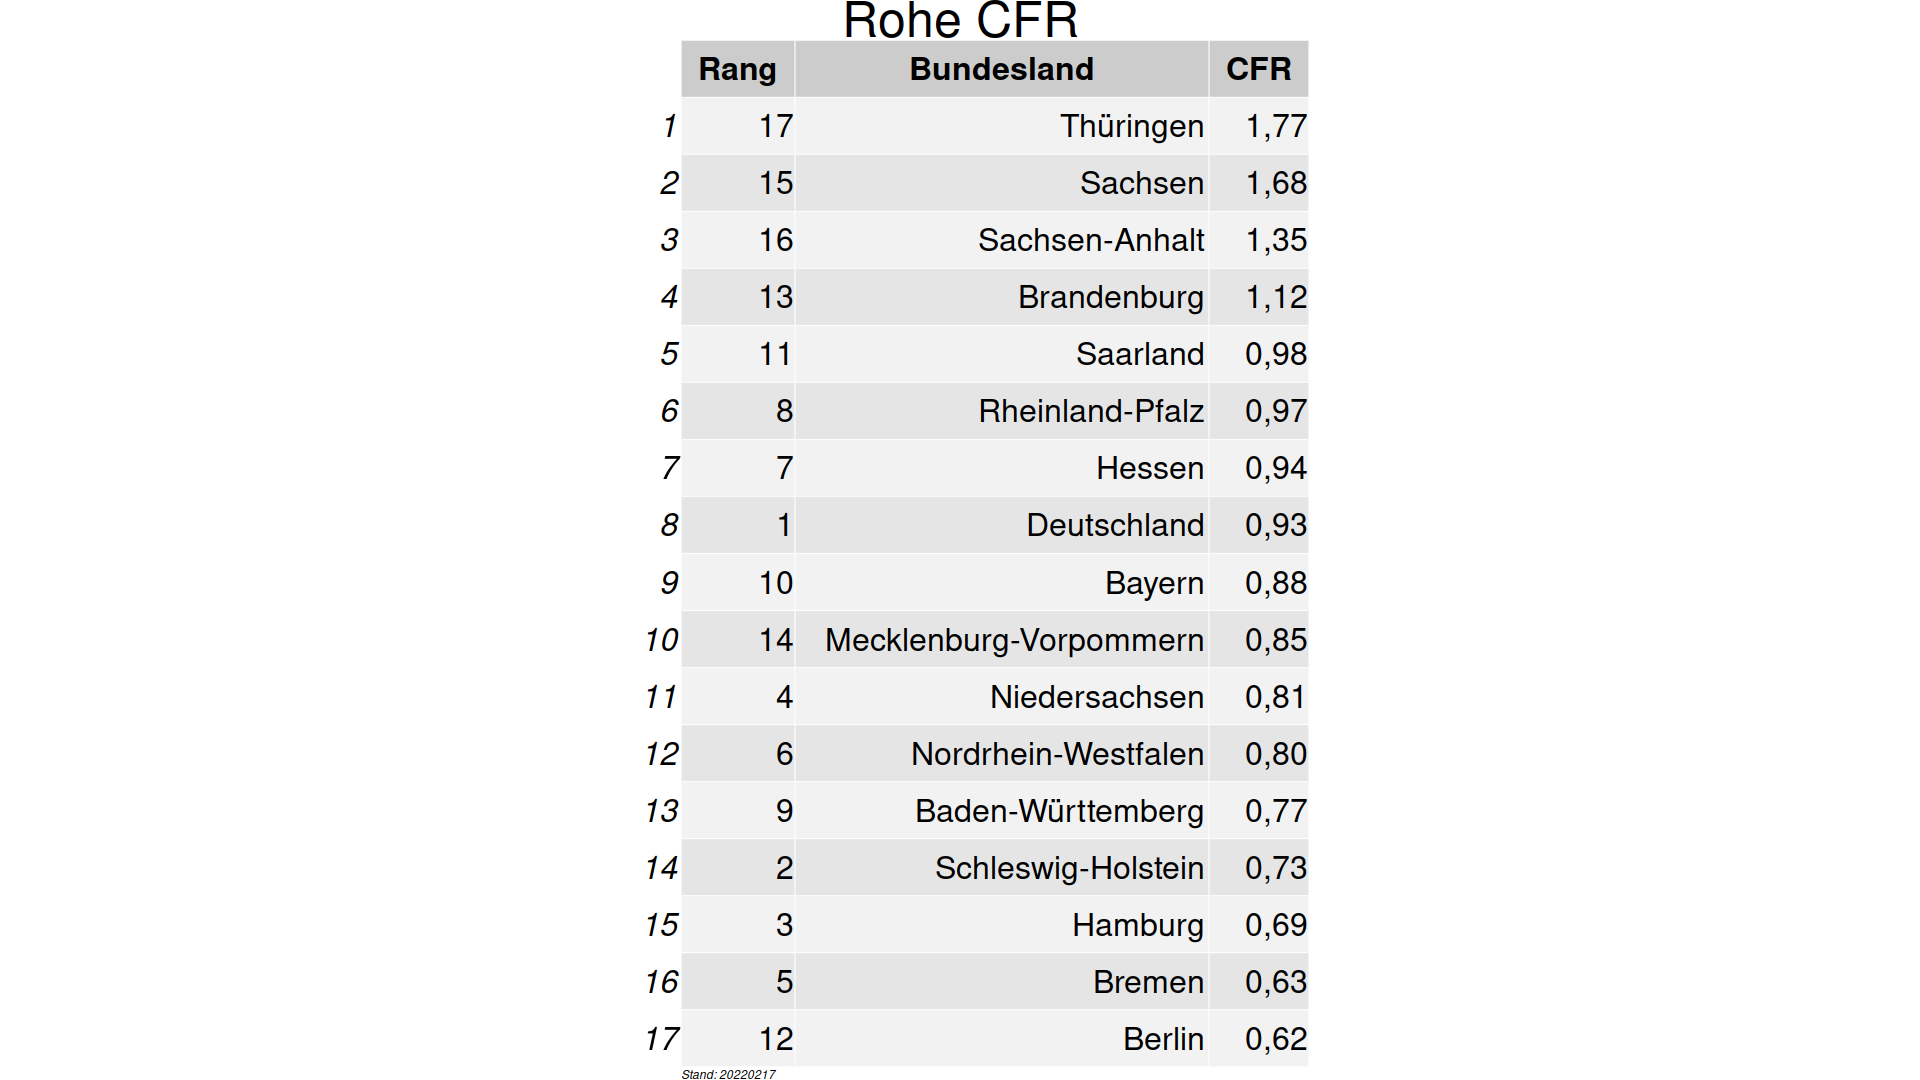 Rohe CFR
Rang Bundesland CFR
1 17 Thüringen 1,77
2 15 Sachsen 1,68
3 16 Sachsen-Anhalt 1,35
4 13 Brandenburg 1,12
5 11 Saarland 0,98
6 8 Rheinland-Pfalz 0,97
7 7 Hessen 0,94
8 1 Deutschland 0,93
9 10 Bayern 0,88
10 14 Mecklenburg-Vorpommern 0,85
11 4 Niedersachsen 0,81
12 6 Nordrhein-Westfalen 0,80
13 9 Baden-Württemberg 0,77
14 2 Schleswig-Holstein 0,73
15 3 Hamburg 0,69
16 5 Bremen 0,63
17 12 Berlin 0,62
Stand: 20220217